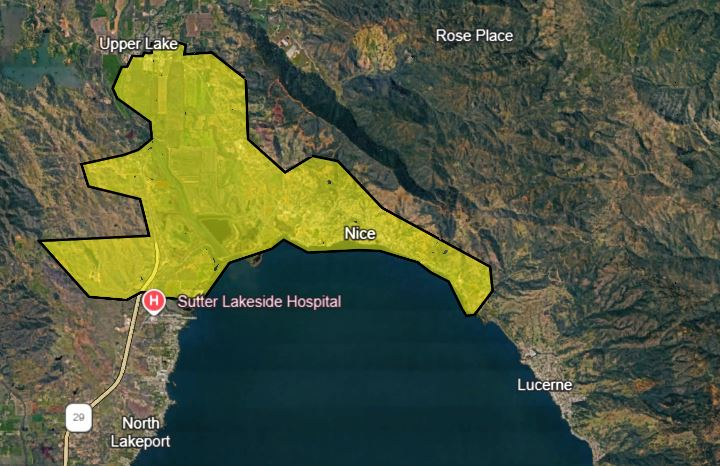 Upper Lake
Rose Place
Nice
H
Sutter Lakeside Hospital
Lucerne
29
North
Lakeport